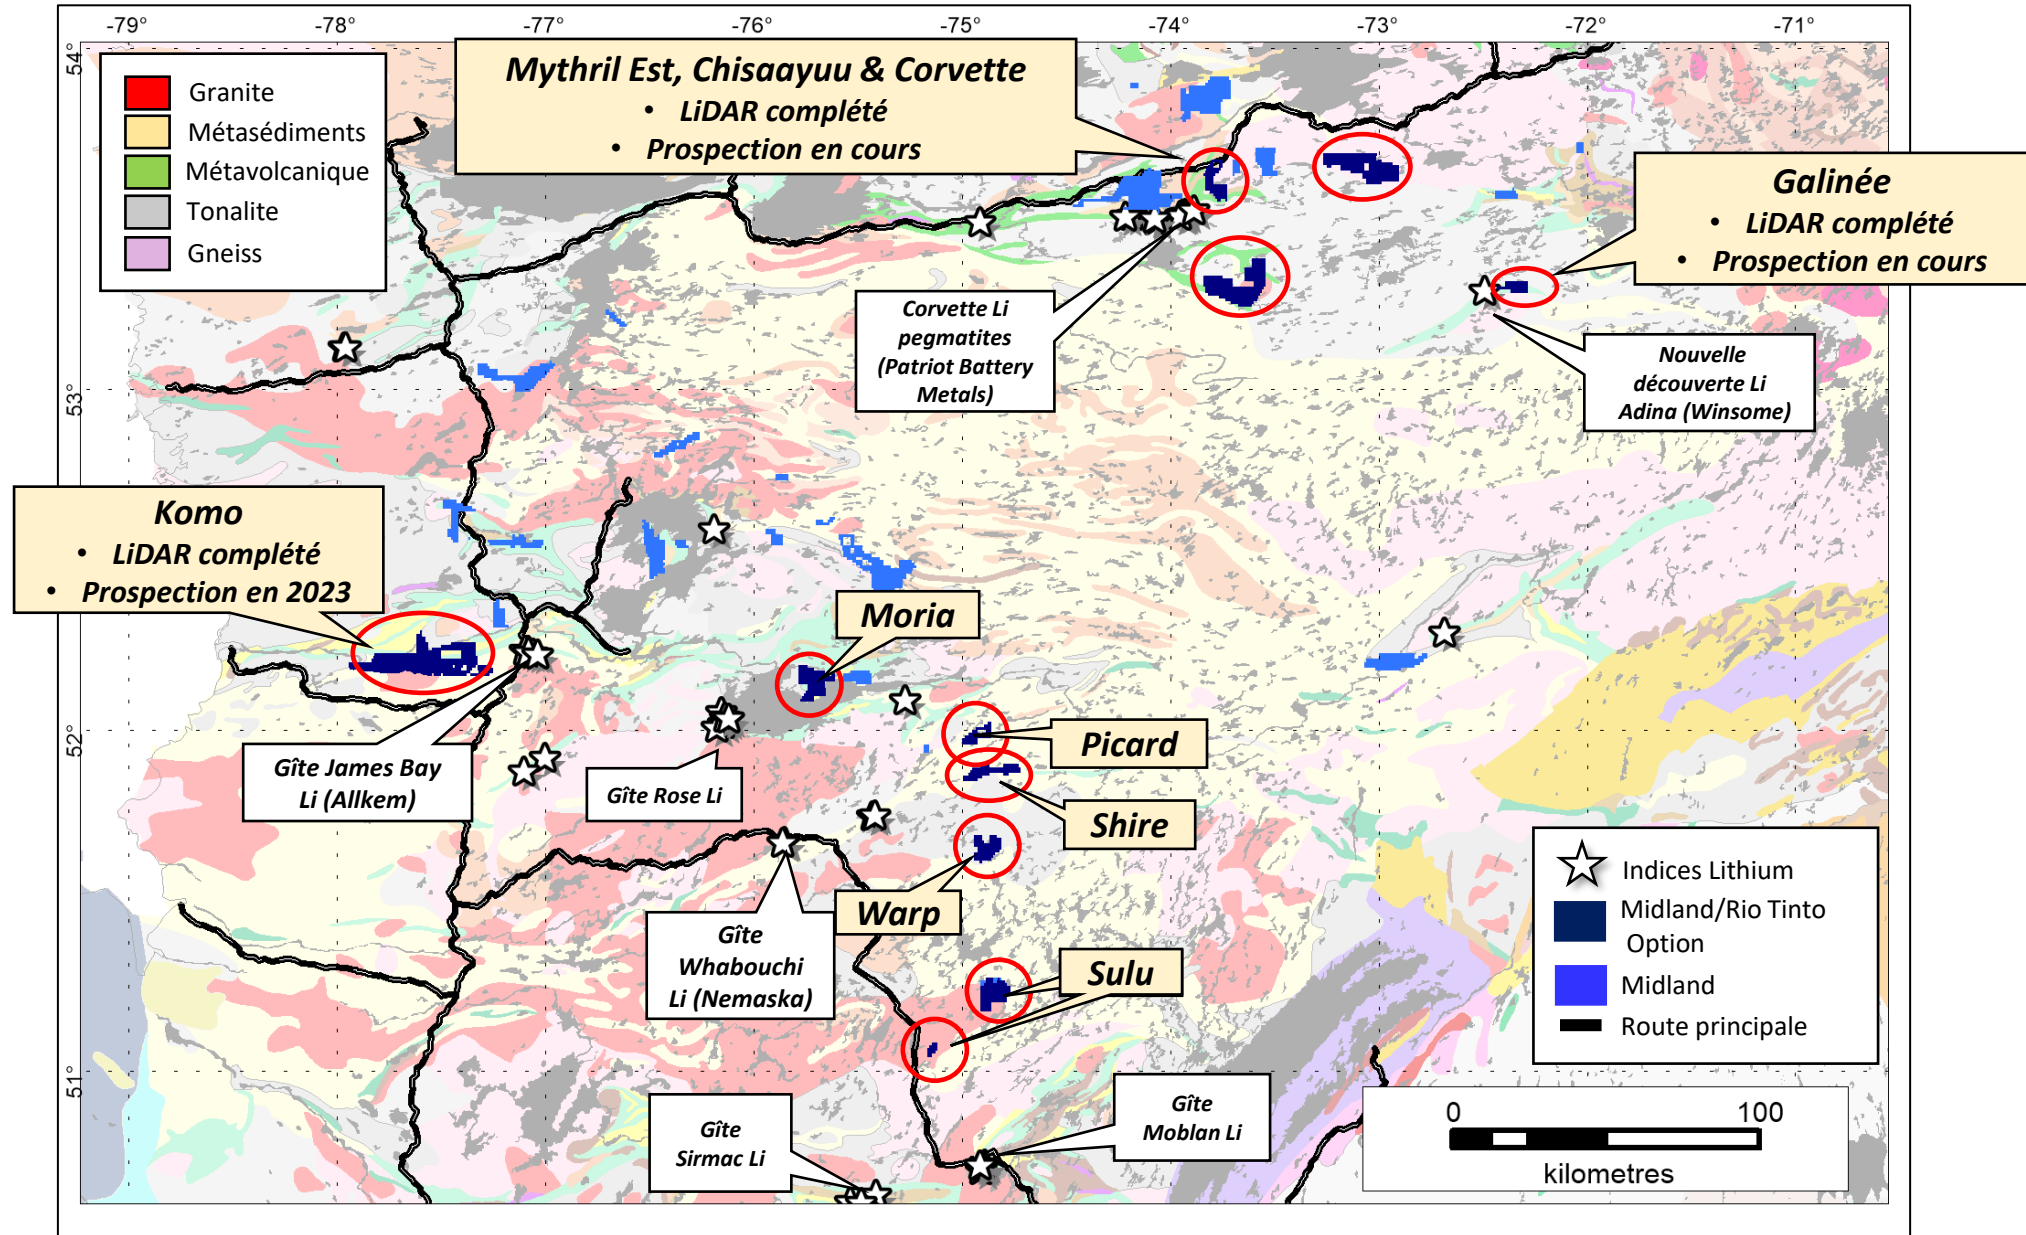 -79° -78° -77° -76° -75° -74° -73° -72° -71°
54°
53°
52°
51°
Granite
Métasédiments
Métavolcanique
Tonalite
Gneiss
Mythril Est, Chisaayuu & Corvette
• LiDAR complété
• Prospection en cours
Galinée
• LiDAR complété
• Prospection en cours
Corvette Li
pegmatites
(Patriot Battery
Metals)
Nouvelle
découverte Li
Adina (Winsome)
Komo
• LiDAR complété
• Prospection en 2023
Moria
Gîte James Bay
Li (Allkem)
Gîte Rose Li
Picard
Shire
Warp
Gîte
Whabouchi
Li (Nemaska)
Sulu
Gîte
Sirmac Li
Gîte
Moblan Li
Indices Lithium
Midland/Rio Tinto
Option
Midland
Route principale
0 100
kilometres